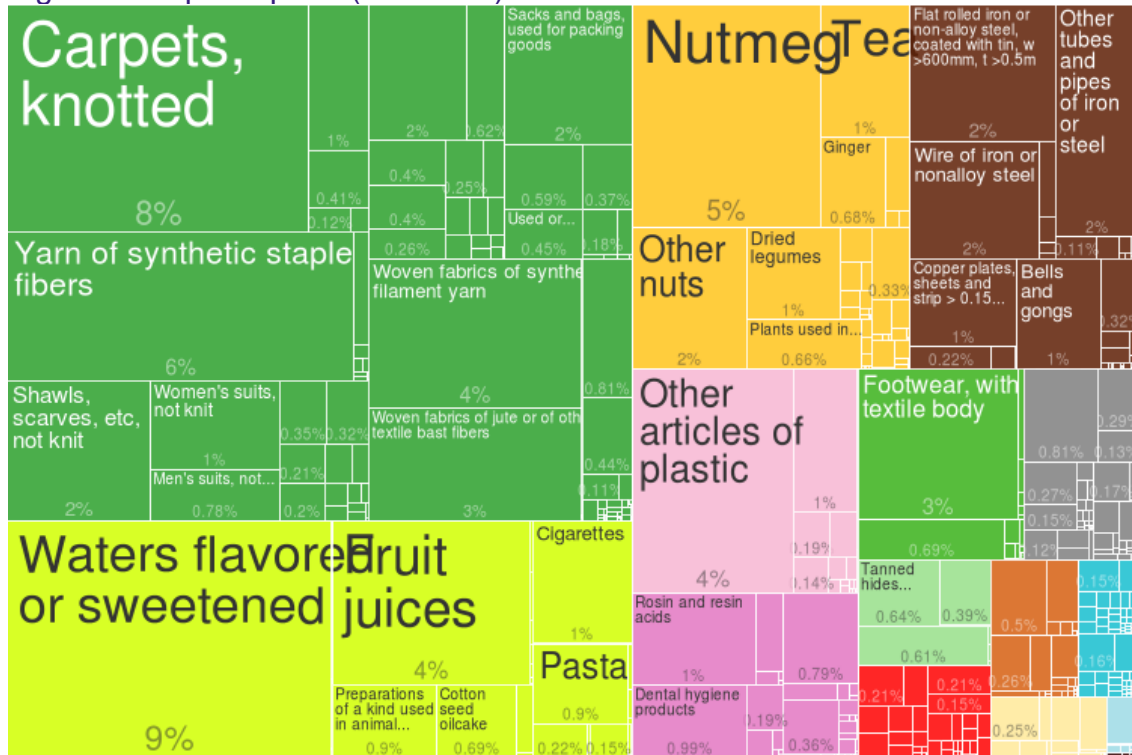 Carpets,
knotted
8%
1%
0.41%
0.12%
2%
0.62%
0.4%
0.25%
0.4%
0.26%
Sacks and bags,
used for packing
goods
2%
0.59%
0.37%
Used or...
0.45%
0.18%
Yarn of synthetic staple
fibers
6%
Woven fabrics of synthe
filament yarn
4%
0.81%
Shawls,
scarves, etc,
not knit
2%
Women's suits,
not knit
1%
Men's suits, not...
0.78%
0.35%
0.32%
0.21%
0.2%
Woven fabrics of jute or of oth
textile bast fibers
3%
0.44%
0.11%
Nutmeg
5%
Tea
1%
Ginger
0.68%
Other
nuts
2%
Dried
legumes
1%
Plants used in...
0.66%
0.33%
Flat rolled iron or
non-alloy steel,
coated with tin, w
>600mm, t >0.5m
2%
Other
tubes
and
pipes
of iron
or
steel
2%
Wire of iron or
nonalloy steel
2%
0.11%
Copper plates,
sheets and
strip > 0.15...
1%
0.22%
Bells
and
gongs
1%
0.32%
Waters flavored
or sweetened
9%
Fruit
juices
4%
Cigarettes
1%
Preparations
of a kind used
in animal...
0.9%
Cotton
seed
oilcake
0.69%
Pasta
0.9%
0.22%
0.15%
Other
articles of
plastic
4%
1%
0.19%
0.14%
Footwear, with
textile body
3%
0.69%
0.29%
0.81%
0.13%
0.27%
0.17%
0.15%
0.12%
Rosin and resin
acids
1%
0.79%
Dental hygiene
products
0.99%
0.19%
0.36%
Tanned
hides...
0.64%
0.39%
0.61%
0.5%
0.26%
0.15%
0.16%
0.21%
0.21%
0.15%
0.25%